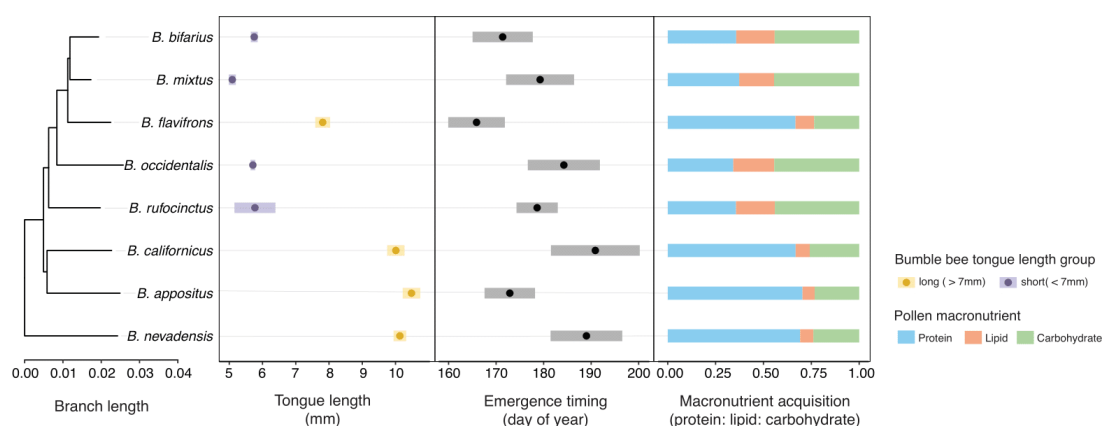 B. bifarius
B. mixtus
B. flavifrons
B. occidentalis
B. rufocinctus
B. californicus
B. appositus
B. nevadensis
0.00 0.01 0.02 0.03 0.04
Branch length
5 6 7 8 9 10
Tongue length
(mm)
160 170 180 190 200
Emergence timing
(day of year)
0.00 0.25 0.50 0.75 1.00
Macronutrient acquisition
(protein: lipid: carbohydrate)
Bumble bee tongue length group
long ( > 7mm) short( < 7mm)
Pollen macronutrient
Protein Lipid Carbohydrate